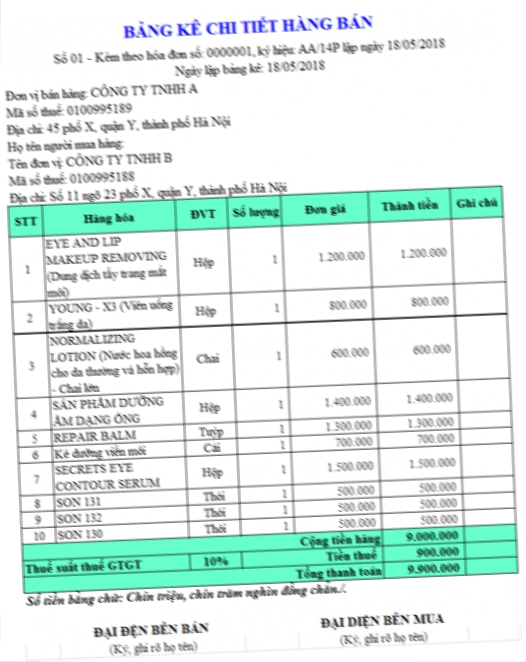 BẢNG KÊ CHI TIẾT HÀNG BÁN
Số 01 - Kèm theo hóa đơn số: 0000001, ký hiệu: AA/14P lập ngày 18/05/2018
Ngày lập bảng kê: 18/05/2018
Đơn vị bán hàng: CÔNG TY TNHH A
Mã số thuế: 0100995189
Địa chỉ: 45 phố X, quận Y, thành phố Hà Nội
Họ tên người mua hàng:
Tên đơn vị: CÔNG TY TNHH B
Mã số thuế: 0100995188
Địa chỉ: Số 11 ngõ 23 phố X, quận Y, thành phố Hà Nội
STT Hàng hóa ĐVT Số lượng Đơn giá Thành tiền Ghi chú
EYE AND LIP
MAKEUP REMOVING
1 (Dung dịch tẩy trang mắt Hộp 1 1.200.000 1.200.000
môi)
2 YOUNG - X3 (Viên uống Hộp 1 800.000 800.000
trắng da)
NORMALIZING
3 LOTION (Nước hoa hồng Chai 1 600.000 600.000
cho da thường và hỗn hợp)
- Chai lớn
4 SẢN PHẨM DƯỠNG Hộp 1 1.400.000 1.400.000
ẨM DẠNG ỐNG
5 REPAIR BALM Tuýp 1 1.300.000 1.300.000
6 Kẻ dưỡng viền môi Cái 1 700.000 700.000
7 SECRETS EYE Hộp 1 1.500.000 1.500.000
CONTOUR SERUM
8 SON 131 Thỏi 1 500.000 500.000
9 SON 132 Thỏi 1 500.000 500.000
10 SON 130 Thỏi 1 500.000 500.000
Cộng tiền hàng 9.000.000
Thuế suất thuế GTGT 10% Tiền thuế 900.000
Tổng thanh toán 9.900.000
Số tiền bằng chữ: Chín triệu, chín trăm nghìn đồng chẵn./.
ĐẠI ĐỆN BÊN BÁN ĐẠI DIỆN BÊN MUA
(Ký, ghi rõ họ tên) (Ký, ghi rõ họ tên)